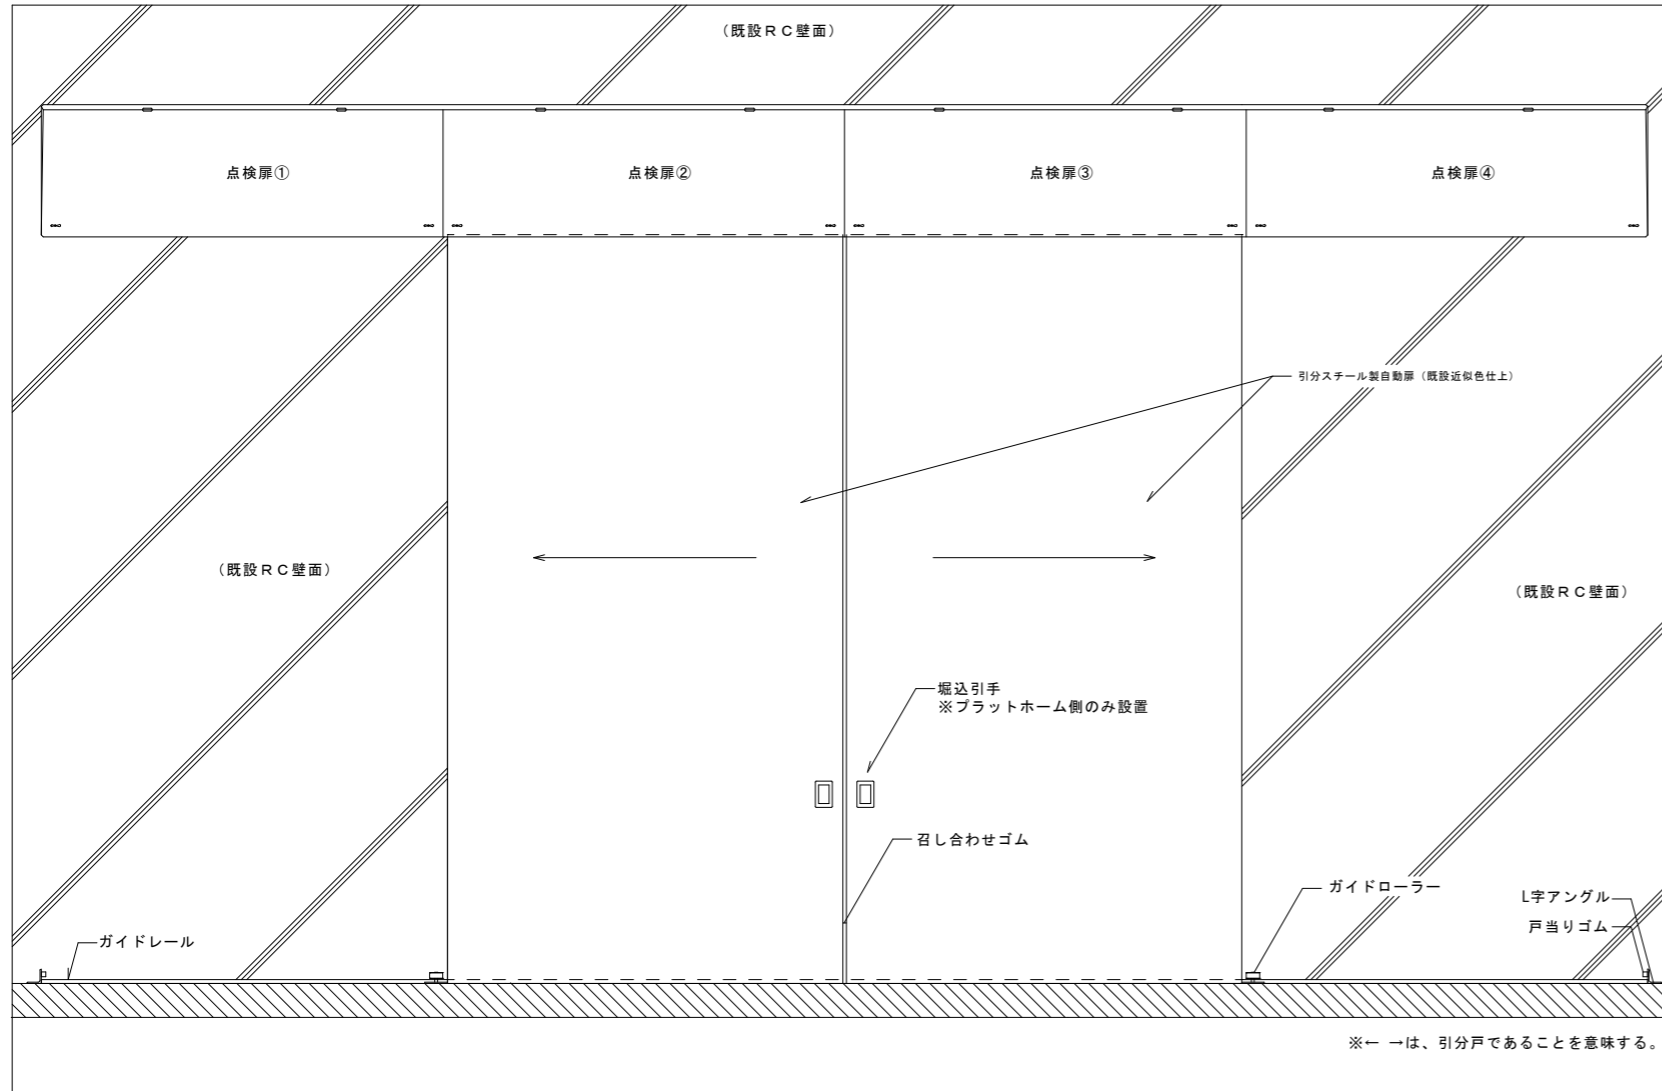 （既設ＲＣ壁面）
点検扉①
点検扉②
点検扉③
点検扉④
引分スチール製自動扉（既設近似色仕上）
（既設ＲＣ壁面）
（既設ＲＣ壁面）
堀込引手
※プラットホーム側のみ設置
召し合わせゴム
ガイドローラー
L字アングル
戸当りゴム
ガイドレール
※← →は、引分戸であることを意味する。